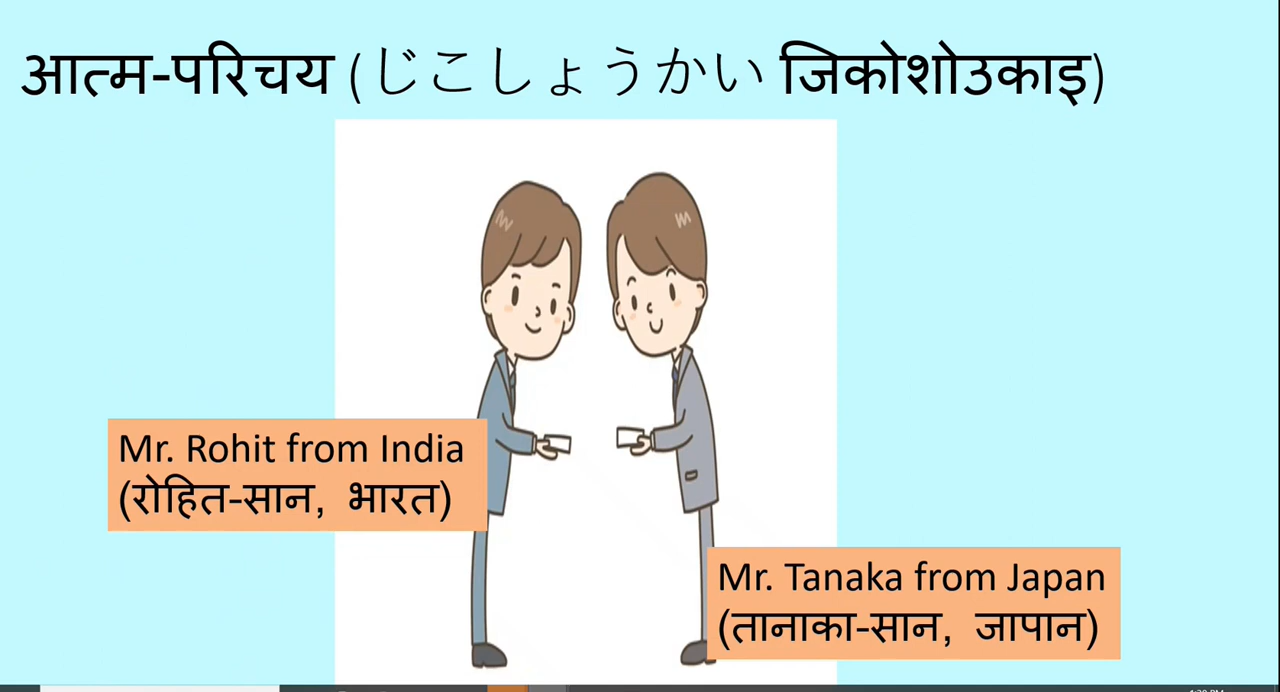 आत्म-परिचय (じこしょうかい जिकोशोउकाइ)
Mr. Rohit from India
(रोहित-सान, भारत)
Mr. Tanaka from Japan
(तानाका-सान, जापान)